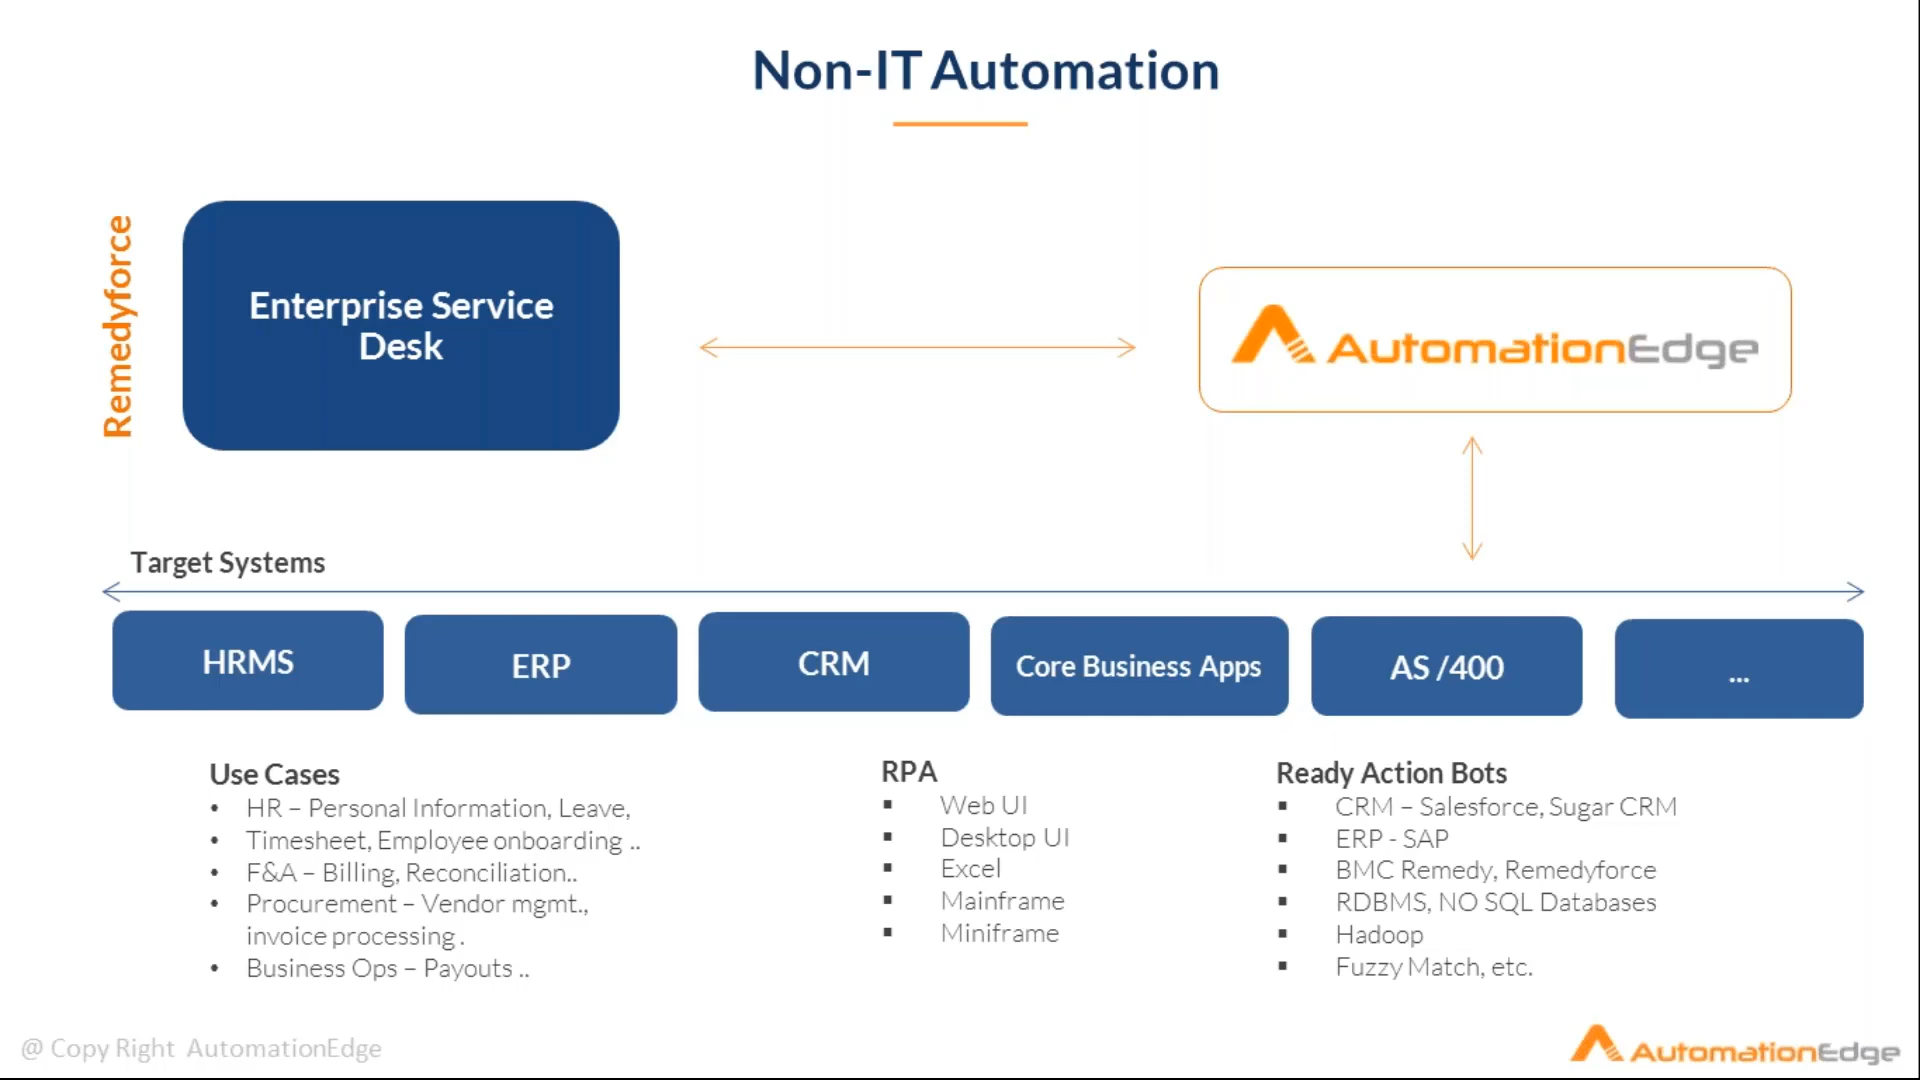 Non-IT Automation
Remedyforce
Enterprise Service
Desk
AutomationEdge
Target Systems
HRMS
ERP
CRM
Core Business Apps
AS /400
...
Use Cases
• HR – Personal Information, Leave,
• Timesheet, Employee onboarding ..
• F&A – Billing, Reconciliation..
• Procurement – Vendor mgmt.,
invoice processing .
• Business Ops – Payouts ..
RPA
▪ Web UI
▪ Desktop UI
▪ Excel
▪ Mainframe
▪ Miniframe
Ready Action Bots
▪ CRM – Salesforce, Sugar CRM
▪ ERP - SAP
▪ BMC Remedy, Remedyforce
▪ RDBMS, NO SQL Databases
▪ Hadoop
▪ Fuzzy Match, etc.
@ Copy Right AutomationEdge
AutomationEdge